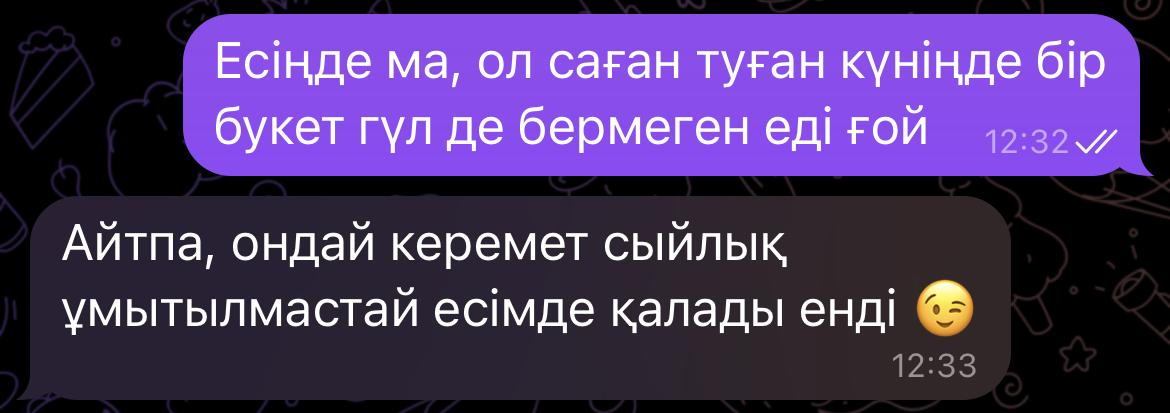 Есіңде ма, ол саған туған күніңде бір
букет гүл де бермеген еді ғой
12:32
Айтпа, ондай керемет сыйлық
ұмытылмастай есімде қалады енді 😉
12:33